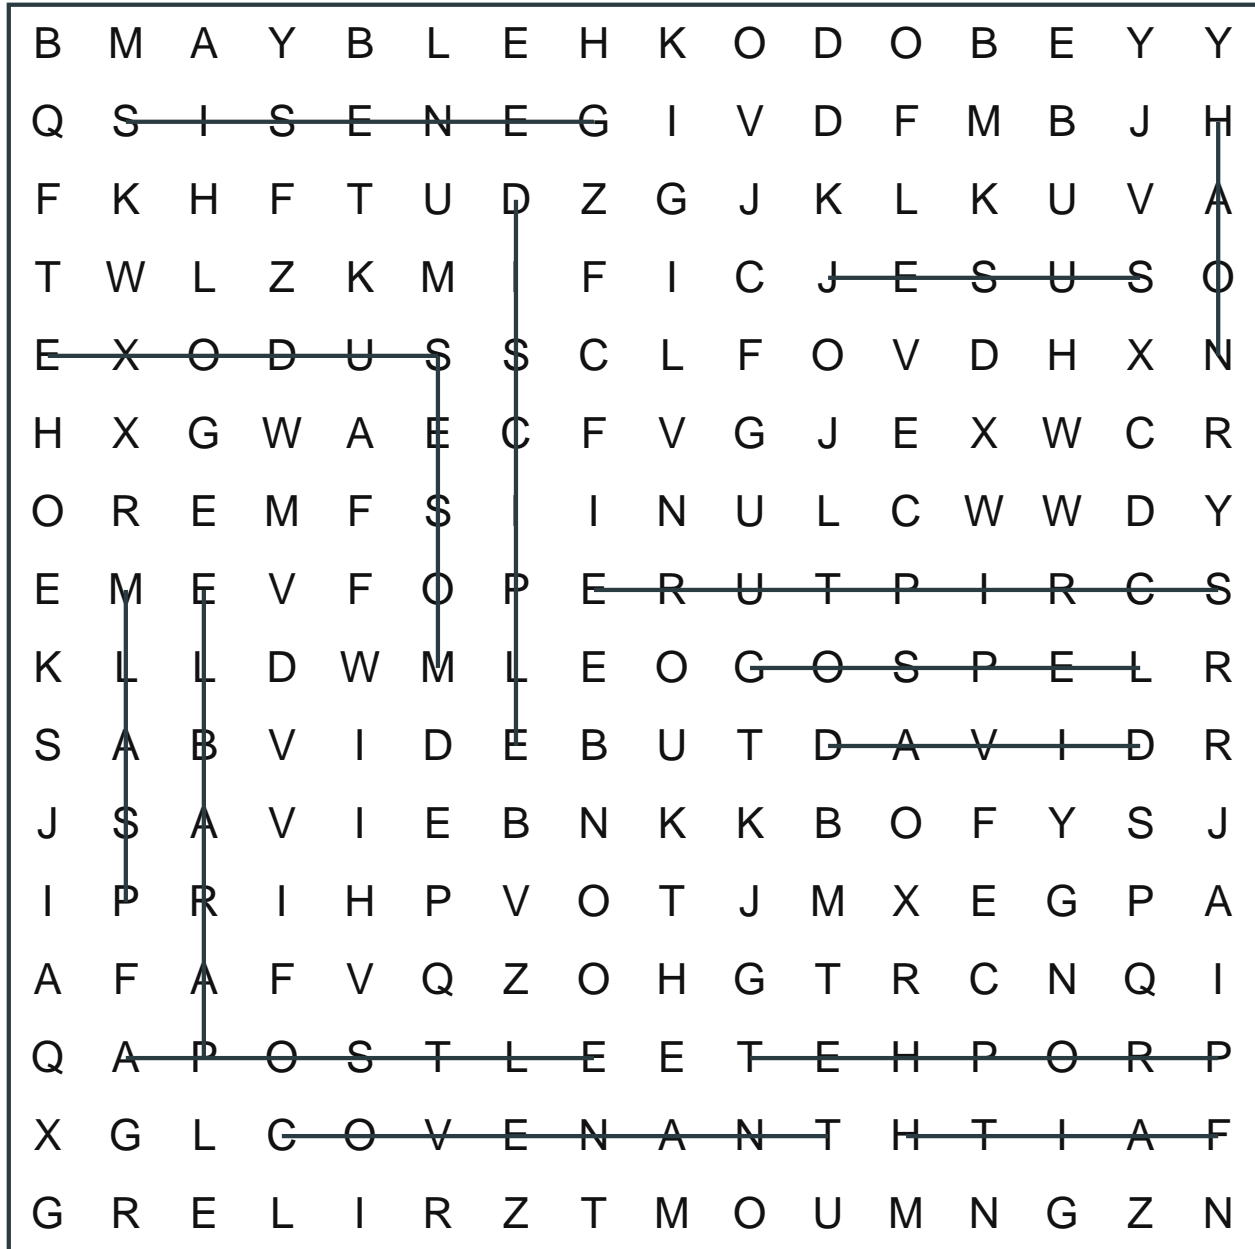 B M A Y B L E H K O D O B E Y Y
Q S I S E N E G I V D F M B J H
F K H F T U D Z G J K L K U V A
T W L Z K M I F I C J E S U S O
E X O D U S S C L F O V D H X N
H X G W A E C F V G J E X W C R
O R E M F S I I N U L C W W D Y
E M E V F O P E R U T P I R C S
K L L D W M L E O G O S P E L R
S A B V I D E B U T D A V I D R
J S A V I E B N K K B O F Y S J
I P R I H P V O T J M X E G P A
A F A F V Q Z O H G T R C N Q I
Q A P O S T L E E T E H P O R P
X G L C O V E N A N T H T I A F
G R E L I R Z T M O U M N G Z N